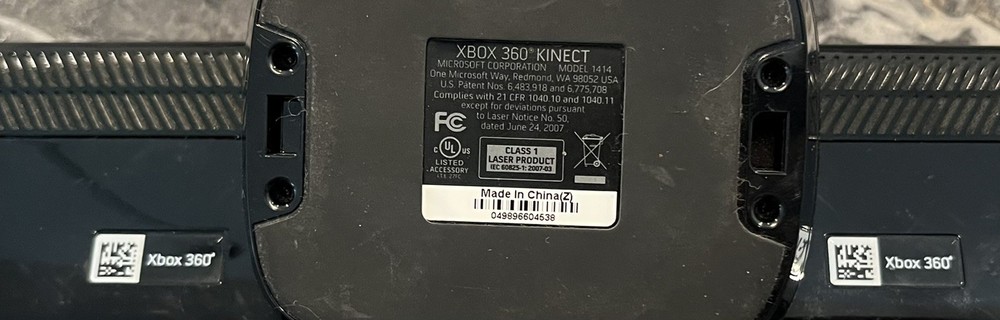 XBOX 360® KINECT
MICROSOFT CORPORATION MODEL 1414
One Microsoft Way, Redmond, WA 98052 USA
U.S. Patent Nos. 6,483,918 and 6,775,708
Complies with 21 CFR 1040.10 and 1040.11
except for deviations pursuant
to Laser Notice No. 50,
dated June 24, 2007
FC
C UL US
LISTED
ACCESSORY
I.T.E. 27FC
CLASS 1
LASER PRODUCT
IEC 60825-1: 2007-03
Made in China(Z)
049896604538
Xbox 360®
Xbox 360®